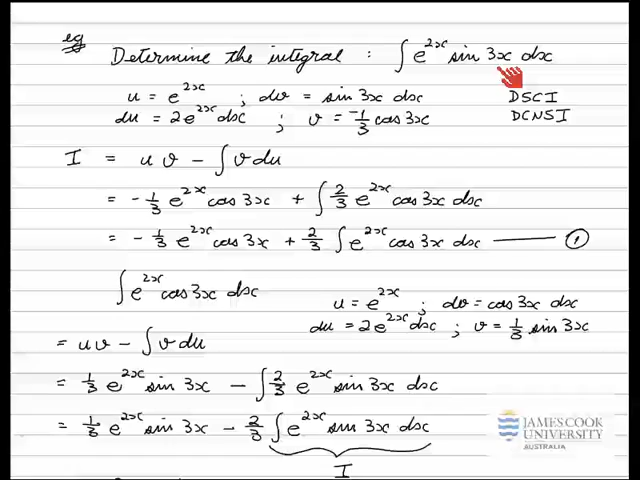 eg
Determine the integral : ∫ e^{2x} sin 3x dx
u = e^{2x} ; dv = sin 3x dx DSCI
du = 2e^{2x} dx ; v = -1/3 cos 3x DCNSI
I = uv - ∫ v du
= -1/3 e^{2x} cos 3x + ∫ 2/3 e^{2x} cos 3x dx
= -1/3 e^{2x} cos 3x + 2/3 ∫ e^{2x} cos 3x dx —— ①
∫ e^{2x} cos 3x dx
u = e^{2x} ; dv = cos 3x dx
du = 2e^{2x} dx ; v = 1/3 sin 3x
= uv - ∫ v du
= 1/3 e^{2x} sin 3x - ∫ 2/3 e^{2x} sin 3x dx
= 1/3 e^{2x} sin 3x - 2/3 ∫ e^{2x} sin 3x dx
I
JAMES COOK
UNIVERSITY
AUSTRALIA